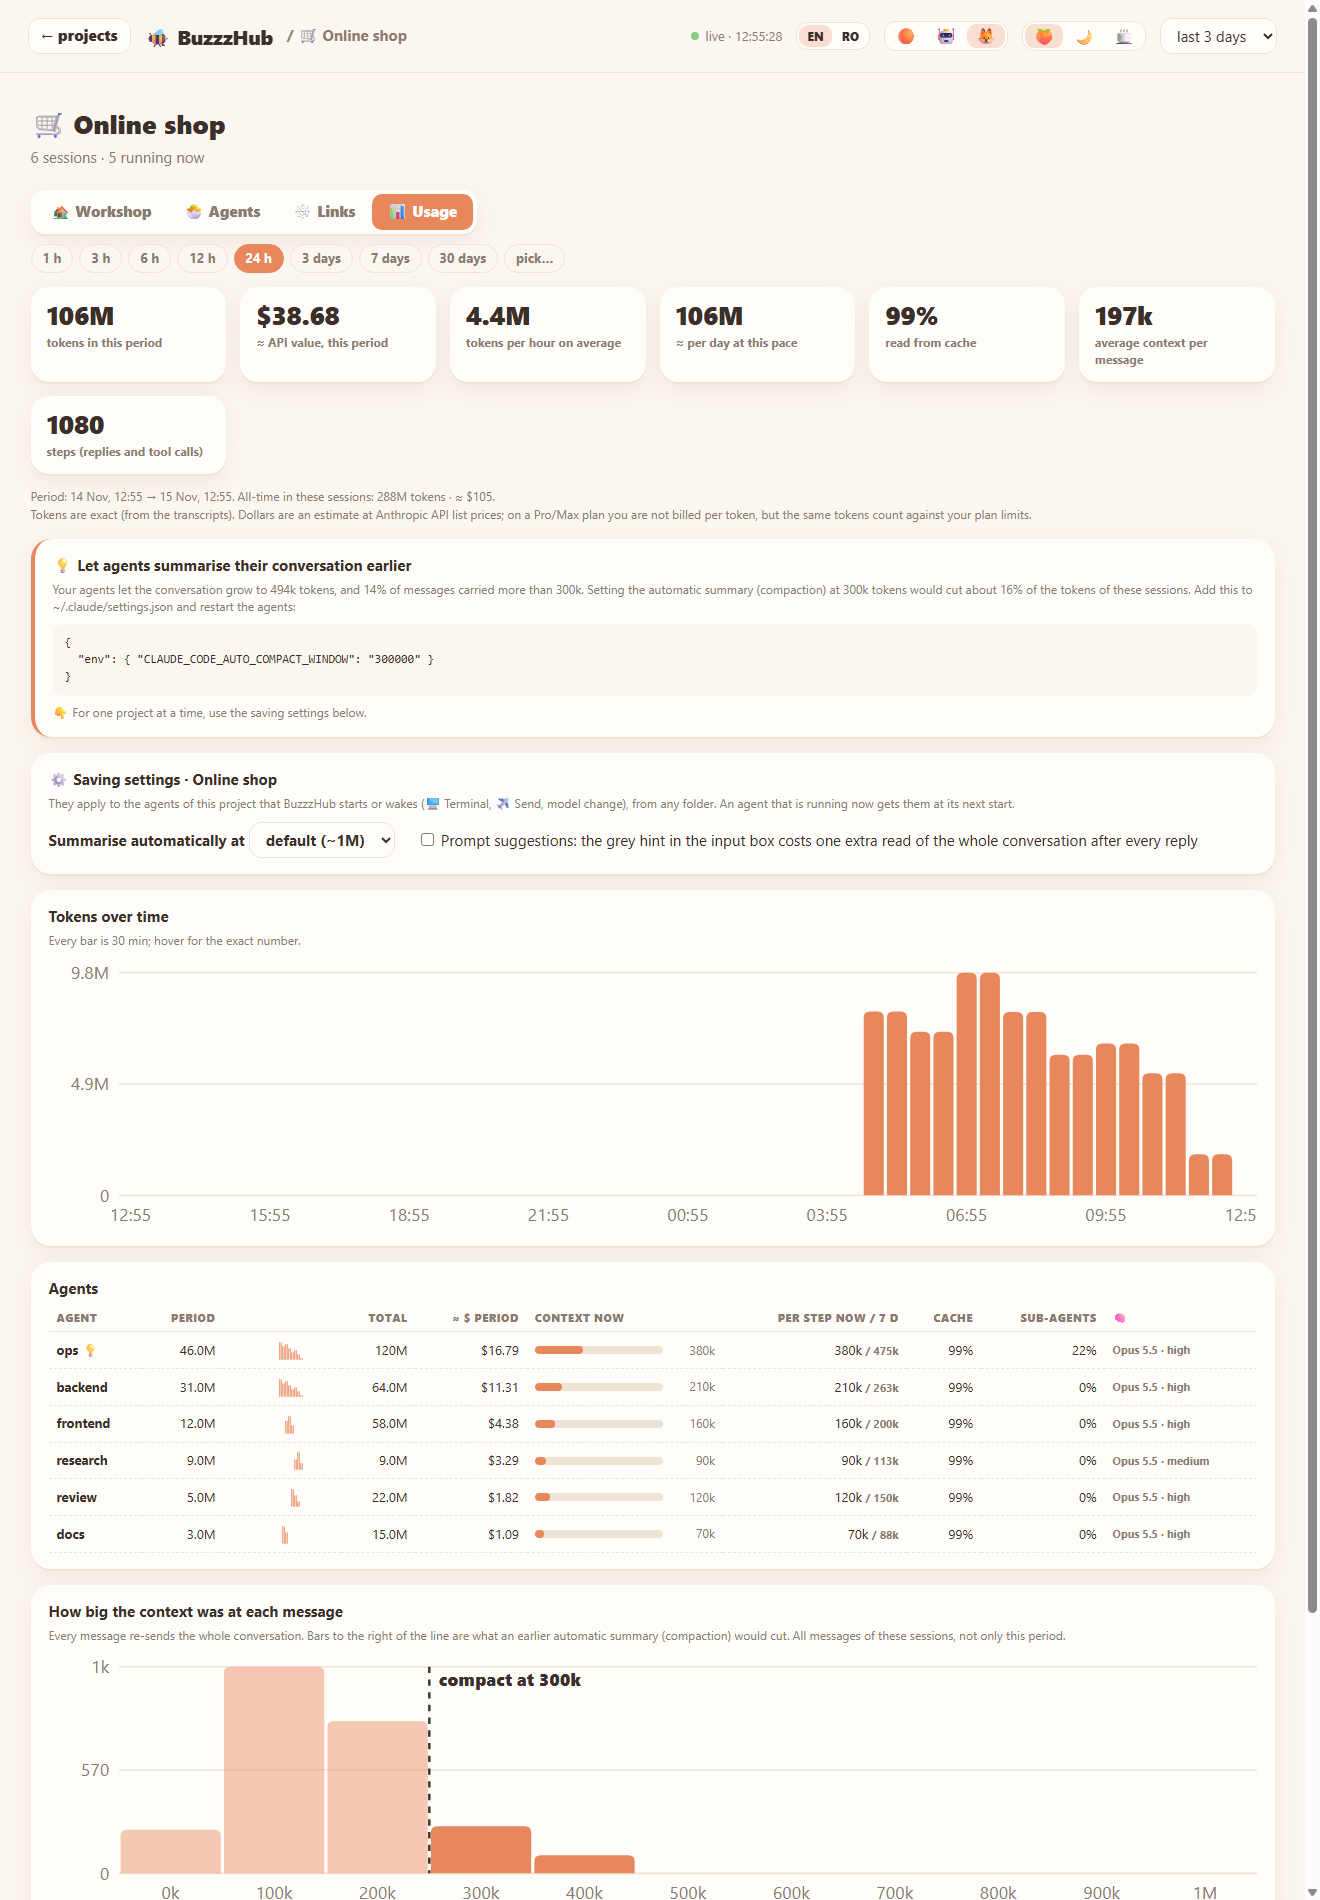 ← projects
BuzzzHub
/ Online shop
live · 12:55:28
EN RO
last 3 days
Online shop
6 sessions · 5 running now
Workshop Agents Links Usage
1 h 3 h 6 h 12 h 24 h 3 days 7 days 30 days pick...
106M
tokens in this period
$38.68
≈ API value, this period
4.4M
tokens per hour on average
106M
≈ per day at this pace
99%
read from cache
197k
average context per
message
1080
steps (replies and tool calls)
Period: 14 Nov, 12:55 → 15 Nov, 12:55. All-time in these sessions: 288M tokens · ≈ $105.
Tokens are exact (from the transcripts). Dollars are an estimate at Anthropic API list prices; on a Pro/Max plan you are not billed per token, but the same tokens count against your plan limits.
Let agents summarise their conversation earlier
Your agents let the conversation grow to 494k tokens, and 14% of messages carried more than 300k. Setting the automatic summary (compaction) at 300k tokens would cut about 16% of the tokens of these sessions. Add this to
~/.claude/settings.json and restart the agents:
{
"env": { "CLAUDE_CODE_AUTO_COMPACT_WINDOW": "300000" }
}
For one project at a time, use the saving settings below.
Saving settings · Online shop
They apply to the agents of this project that BuzzzHub starts or wakes ( Terminal, Send, model change), from any folder. An agent that is running now gets them at its next start.
Summarise automatically at default (~1M) Prompt suggestions: the grey hint in the input box costs one extra read of the whole conversation after every reply
Tokens over time
Every bar is 30 min; hover for the exact number.
9.8M
4.9M
0
12:55 15:55 18:55 21:55 00:55 03:55 06:55 09:55 12:5
Agents
AGENT PERIOD TOTAL ≈ $ PERIOD CONTEXT NOW PER STEP NOW / 7 D CACHE SUB-AGENTS
ops 46.0M 120M $16.79 380k 380k / 475k 99% 22% Opus 5.5 · high
backend 31.0M 64.0M $11.31 210k 210k / 263k 99% 0% Opus 5.5 · high
frontend 12.0M 58.0M $4.38 160k 160k / 200k 99% 0% Opus 5.5 · high
research 9.0M 9.0M $3.29 90k 90k / 113k 99% 0% Opus 5.5 · medium
review 5.0M 22.0M $1.82 120k 120k / 150k 99% 0% Opus 5.5 · high
docs 3.0M 15.0M $1.09 70k 70k / 88k 99% 0% Opus 5.5 · high
How big the context was at each message
Every message re-sends the whole conversation. Bars to the right of the line are what an earlier automatic summary (compaction) would cut. All messages of these sessions, not only this period.
1k
compact at 300k
570
0
0k 100k 200k 300k 400k 500k 600k 700k 800k 900k 1M